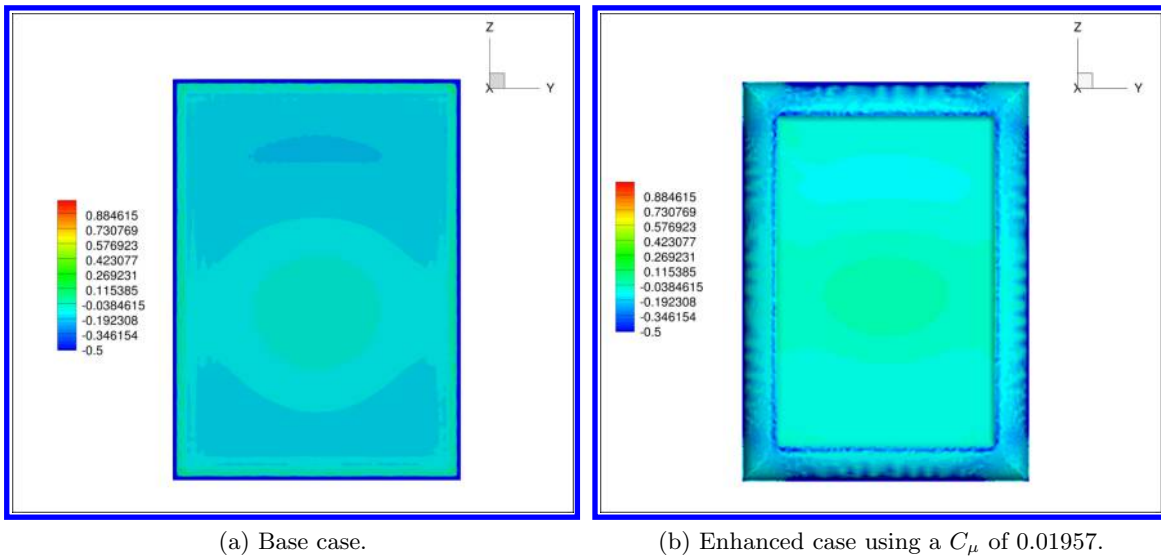 Z
X
Y
0.884615
0.730769
0.576923
0.423077
0.269231
0.115385
-0.0384615
-0.192308
-0.346154
-0.5
Z
X
Y
0.884615
0.730769
0.576923
0.423077
0.269231
0.115385
-0.0384615
-0.192308
-0.346154
-0.5
(a) Base case.
(b) Enhanced case using a Cμ of 0.01957.